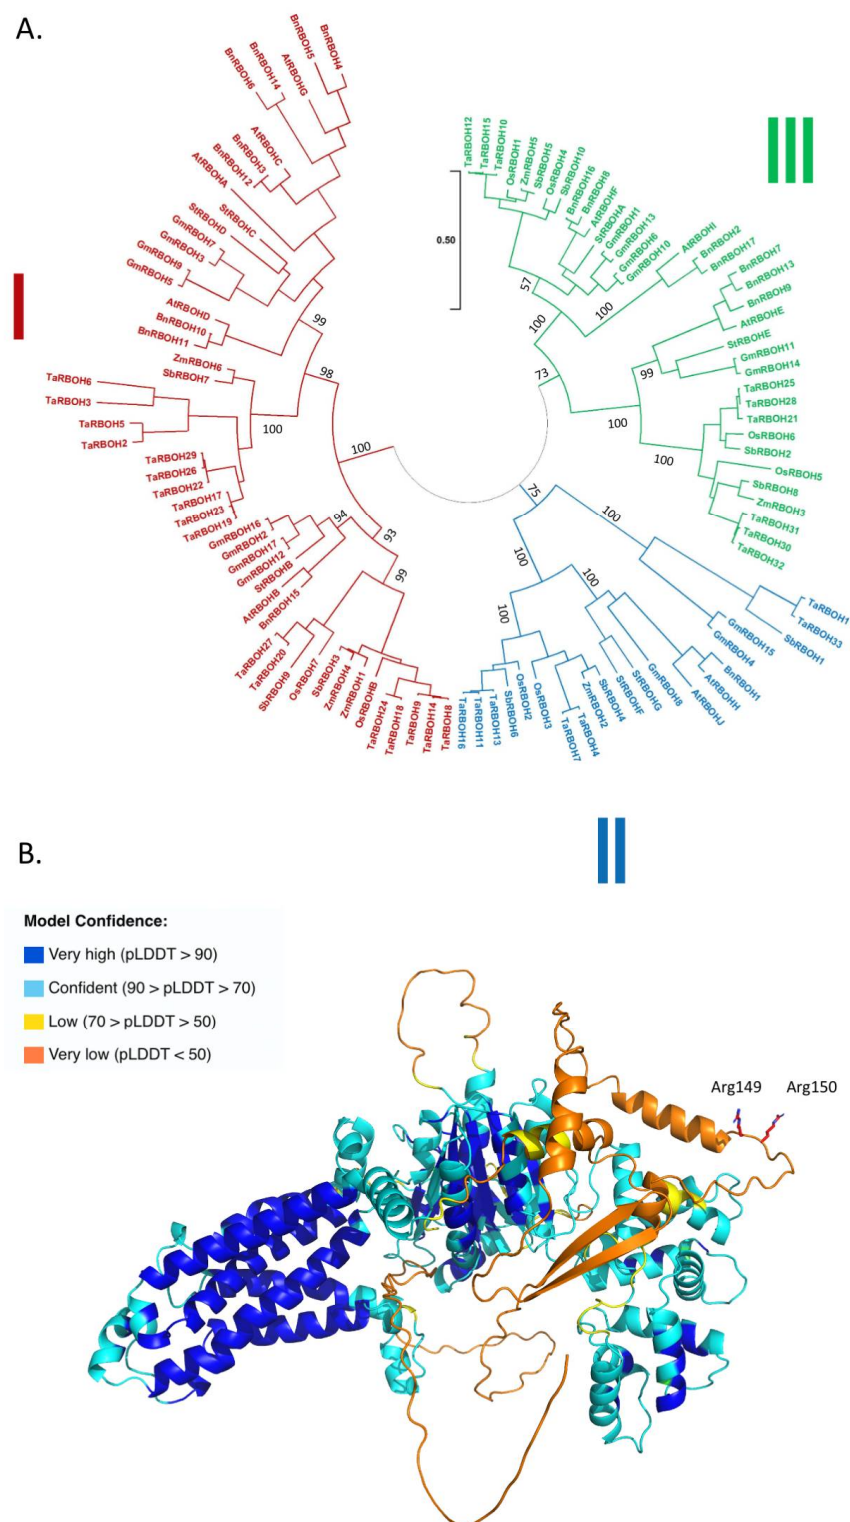 A.
BnRBOH4
BnRBOH5
AtRBOHG
BnRBOH14
BnRBOH6
AtRBOHC
BnRBOH3
BnRBOH12
AtRBOHA
StRBOHC
StRBOHD
GmRBOH7
GmRBOH3
GmRBOH9
GmRBOH5
AtRBOHD
BnRBOH10
BnRBOH11
ZmRBOH6
SbRBOH7
TaRBOH6
TaRBOH3
TaRBOH5
TaRBOH2
TaRBOH29
TaRBOH26
TaRBOH22
TaRBOH17
TaRBOH23
TaRBOH19
GmRBOH16
GmRBOH2
GmRBOH17
GmRBOH12
StRBOHB
AtRBOHB
BnRBOH15
TaRBOH27
TaRBOH20
SbRBOH9
OsRBOH7
SbRBOH3
ZmRBOH4
ZmRBOH1
OsRBOHB
TaRBOH24
TaRBOH18
TaRBOH9
TaRBOH14
TaRBOH8
99
98
100
100
94
93
99
I
TaRBOH12
TaRBOH15
TaRBOH10
OsRBOH1
ZmRBOH5
SbRBOH5
OsRBOH4
SbRBOH10
BnRBOH16
BnRBOH8
AtRBOHF
StRBOHA
GmRBOH1
GmRBOH13
GmRBOH6
GmRBOH10
AtRBOHI
BnRBOH2
BnRBOH17
BnRBOH7
BnRBOH13
BnRBOH9
AtRBOHE
StRBOHE
GmRBOH11
GmRBOH14
TaRBOH25
TaRBOH28
TaRBOH21
OsRBOH6
SbRBOH2
OsRBOH5
SbRBOH8
ZmRBOH3
TaRBOH31
TaRBOH30
TaRBOH32
0.50
57
100
100
73
99
100
100
III
TaRBOH1
TaRBOH33
SbRBOH1
GmRBOH15
GmRBOH4
BnRBOH1
AtRBOHH
AtRBOHJ
GmRBOH8
StRBOHG
StRBOHF
SbRBOH4
ZmRBOH2
TaRBOH4
TaRBOH7
OsRBOH3
OsRBOH2
SbRBOH6
TaRBOH13
TaRBOH11
TaRBOH16
75
100
100
100
100
II
B.
Model Confidence:
Very high (pLDDT > 90)
Confident (90 > pLDDT > 70)
Low (70 > pLDDT > 50)
Very low (pLDDT < 50)
Arg149 Arg150